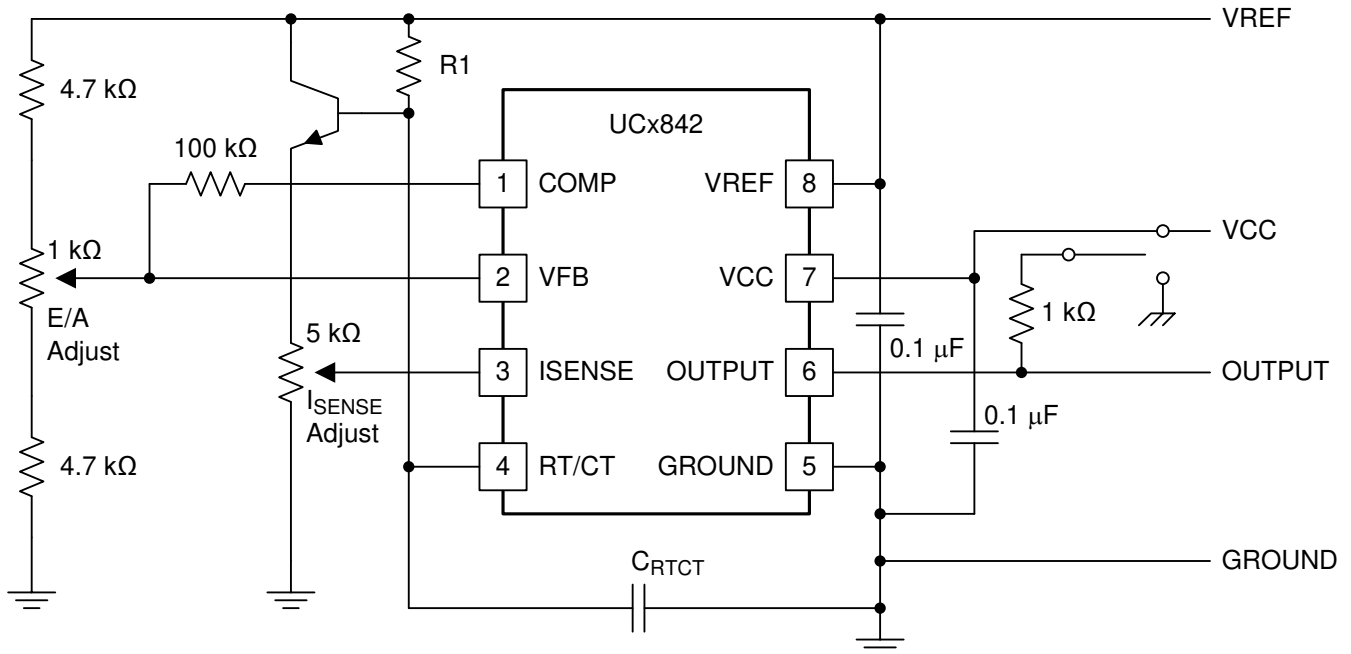 VREF
R1
4.7 kΩ
UCx842
100 kΩ
1 COMP
VREF 8
VCC
1 kΩ
2 VFB
VCC 7
1 kΩ
E/A
Adjust
5 kΩ
0.1 µF
3 ISENSE
OUTPUT 6
OUTPUT
ISENSE
Adjust
0.1 µF
4.7 kΩ
4 RT/CT
GROUND 5
CRTCT
GROUND